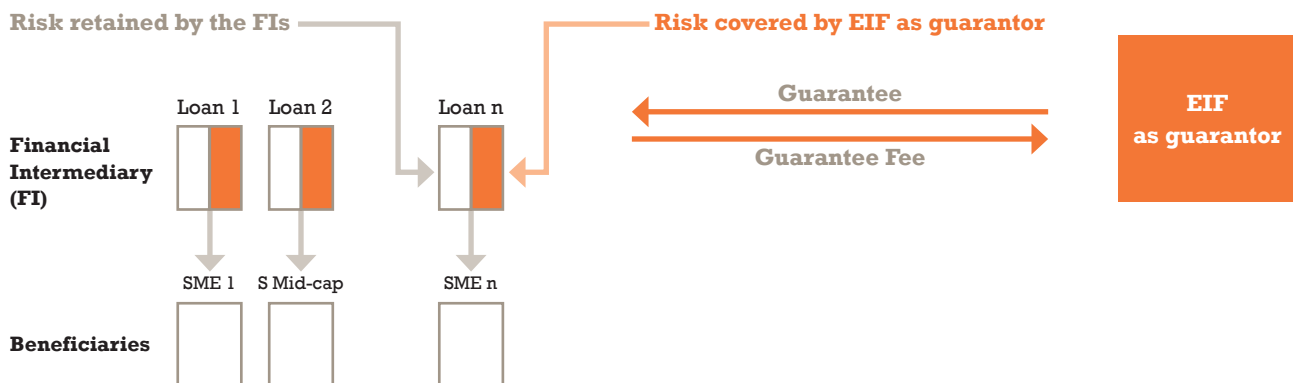 Risk retained by the FIs
Risk covered by EIF as guarantor
Loan 1
Loan 2
Loan n
Guarantee
Guarantee Fee
EIF
as guarantor
Financial
Intermediary
(FI)
SME 1
S Mid-cap
SME n
Beneficiaries